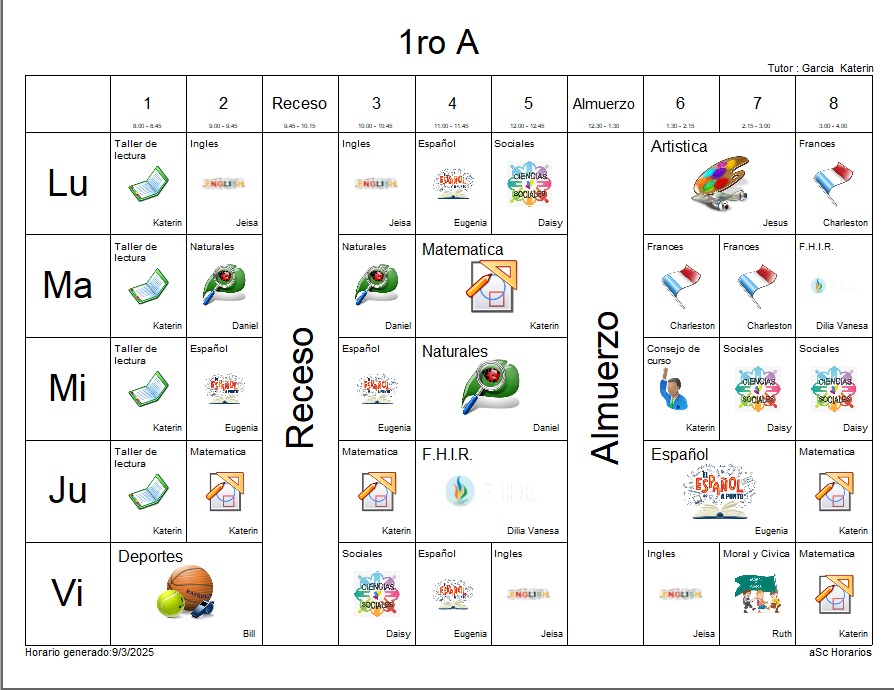 1ro A
Tutor : Garcia  Katerin
1 2 Receso 3 4 5 Almuerzo 6 7 8
8:00 - 8:45 9:00 - 9:45 9:45 - 10:15 10:00 - 10:45 11:00 - 11:45 12:00 - 12:45 12:30 - 1:30 1:30 - 2:15 2:15 - 3:00 3:00 - 4:00
Lu
Taller de
lectura
Katerin
Ingles
ENGLISH
Jeisa
Ingles
ENGLISH
Jeisa
Español
ESPAÑOL
Eugenia
Sociales
CIENCIAS
SOCIALES
Daisy
Artistica
Jesus
Frances
Charleston
Ma
Taller de
lectura
Katerin
Naturales
Daniel
Naturales
Daniel
Matematica
Katerin
Frances
Charleston
Frances
Charleston
F.H.I.R.
Dilia Vanesa
Mi
Taller de
lectura
Katerin
Español
ESPAÑOL
Eugenia
Receso
Español
ESPAÑOL
Eugenia
Naturales
Daniel
Almuerzo
Consejo de
curso
Katerin
Sociales
CIENCIAS
SOCIALES
Daisy
Sociales
CIENCIAS
SOCIALES
Daisy
Ju
Taller de
lectura
Katerin
Matematica
Katerin
Matematica
Katerin
F.H.I.R.
F H R
Dilia Vanesa
Español
EL
ESPAÑOL
A PUNTO
Eugenia
Matematica
Katerin
Vi
Deportes
Bill
Sociales
CIENCIAS
SOCIALES
Daisy
Español
ESPAÑOL
Eugenia
Ingles
ENGLISH
Jeisa
Ingles
ENGLISH
Jeisa
Moral y Civica
Ruth
Matematica
Katerin
Horario generado:9/3/2025
aSc Horarios